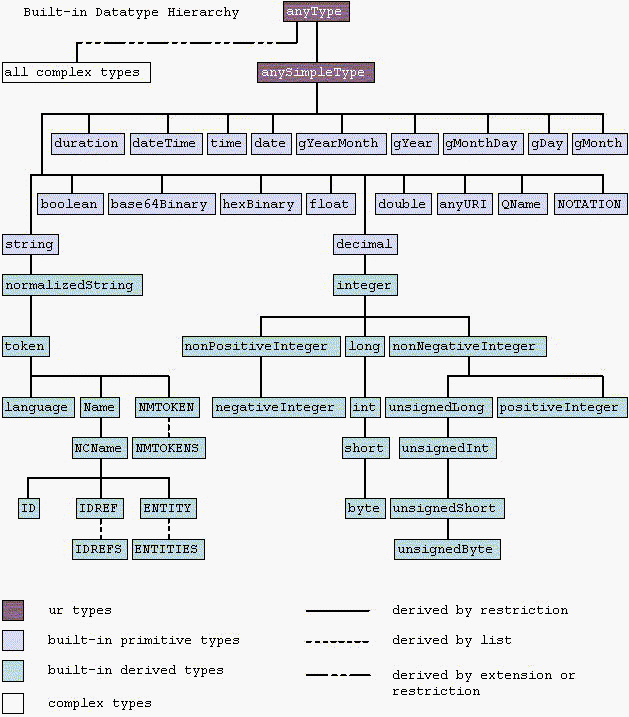 Built-in Datatype Hierarchy
anyType
all complex types
anySimpleType
duration dateTime time date gYearMonth gYear gMonthDay gDay gMonth
boolean base64Binary hexBinary float double anyURI QName NOTATION
string decimal
normalizedString integer
token nonPositiveInteger long nonNegativeInteger
language Name NMTOKEN negativeInteger int unsignedLong positiveInteger
NCName NMTOKENS short unsignedInt
ID IDREF ENTITY byte unsignedShort
IDREFS ENTITIES unsignedByte
ur types derived by restriction
built-in primitive types derived by list
built-in derived types derived by extension or
restriction
complex types